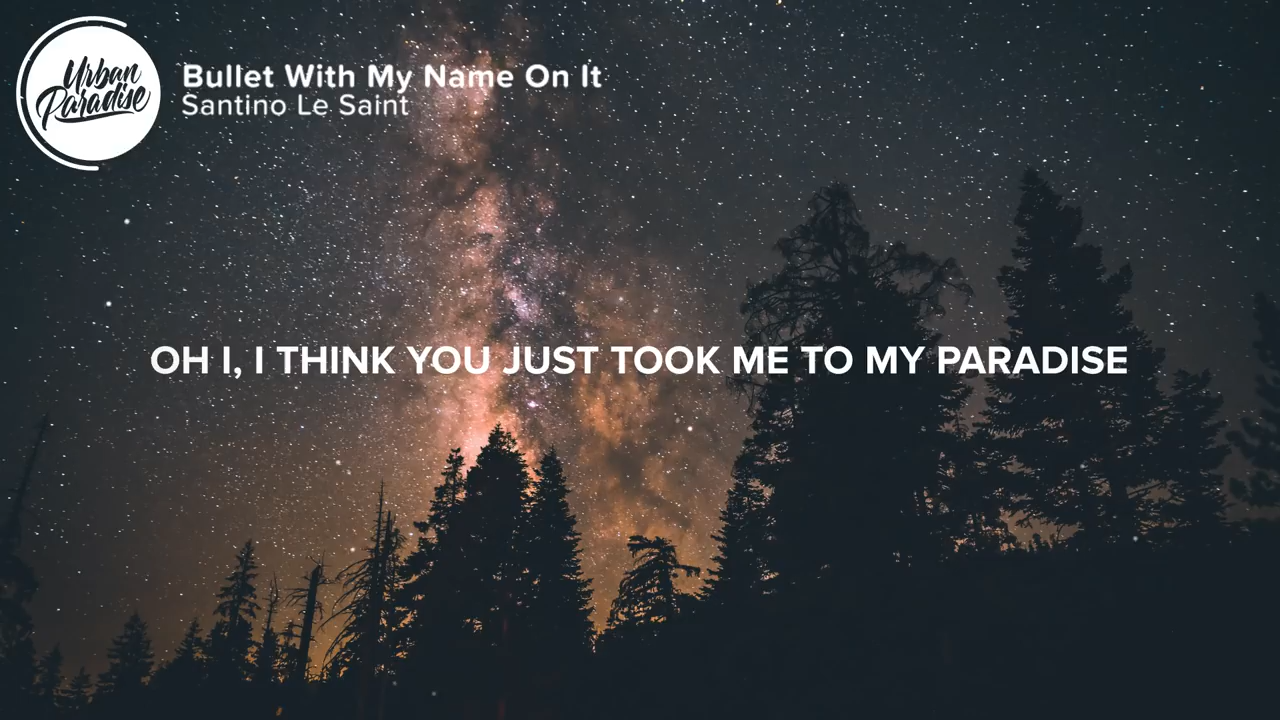 Urban
Paradise
Bullet With My Name On It
Santino Le Saint
OH I, I THINK YOU JUST TOOK ME TO MY PARADISE